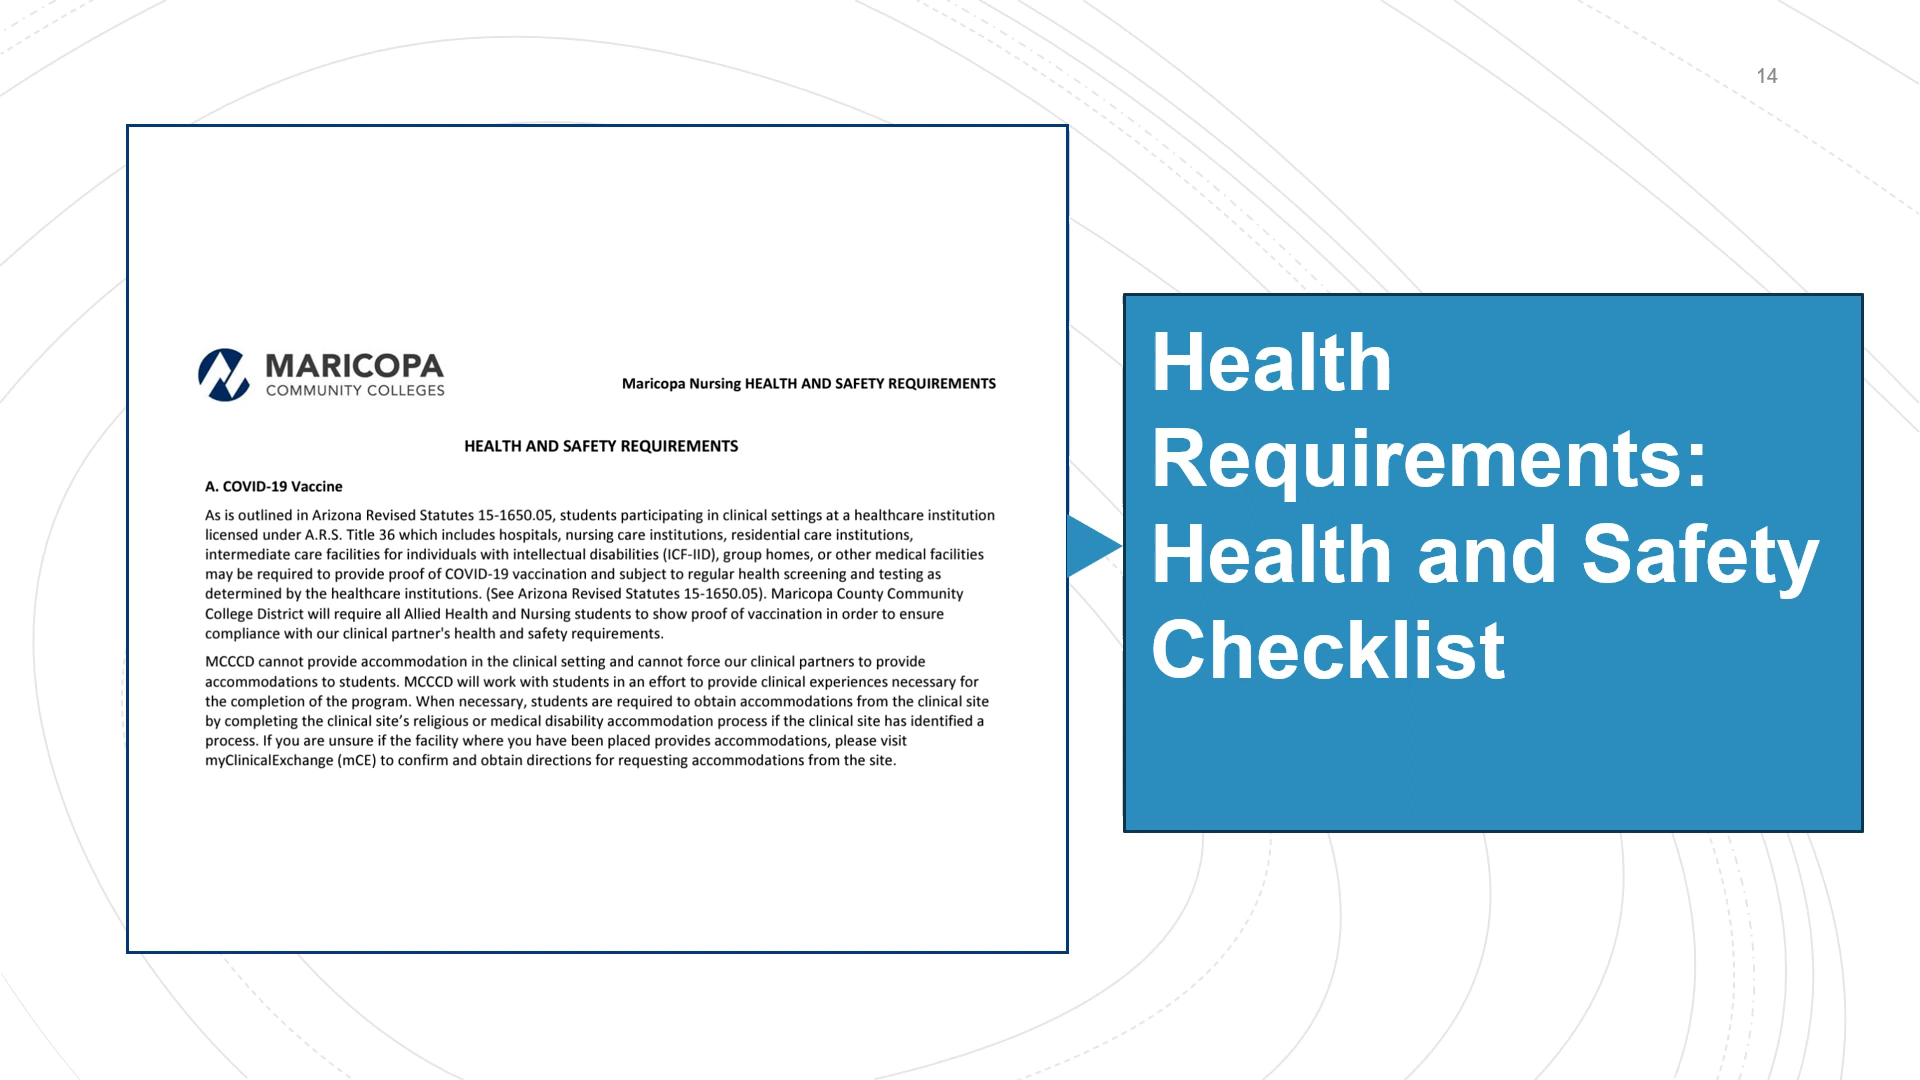 14
MARICOPA
COMMUNITY COLLEGES
Maricopa Nursing HEALTH AND SAFETY REQUIREMENTS
HEALTH AND SAFETY REQUIREMENTS
A. COVID-19 Vaccine
As is outlined in Arizona Revised Statutes 15-1650.05, students participating in clinical settings at a healthcare institution
licensed under A.R.S. Title 36 which includes hospitals, nursing care institutions, residential care institutions,
intermediate care facilities for individuals with intellectual disabilities (ICF-IID), group homes, or other medical facilities
may be required to provide proof of COVID-19 vaccination and subject to regular health screening and testing as
determined by the healthcare institutions. (See Arizona Revised Statutes 15-1650.05). Maricopa County Community
College District will require all Allied Health and Nursing students to show proof of vaccination in order to ensure
compliance with our clinical partner's health and safety requirements.
MCCCD cannot provide accommodation in the clinical setting and cannot force our clinical partners to provide
accommodations to students. MCCCD will work with students in an effort to provide clinical experiences necessary for
the completion of the program. When necessary, students are required to obtain accommodations from the clinical site
by completing the clinical site’s religious or medical disability accommodation process if the clinical site has identified a
process. If you are unsure if the facility where you have been placed provides accommodations, please visit
myClinicalExchange (mCE) to confirm and obtain directions for requesting accommodations from the site.
Health
Requirements:
Health and Safety
Checklist